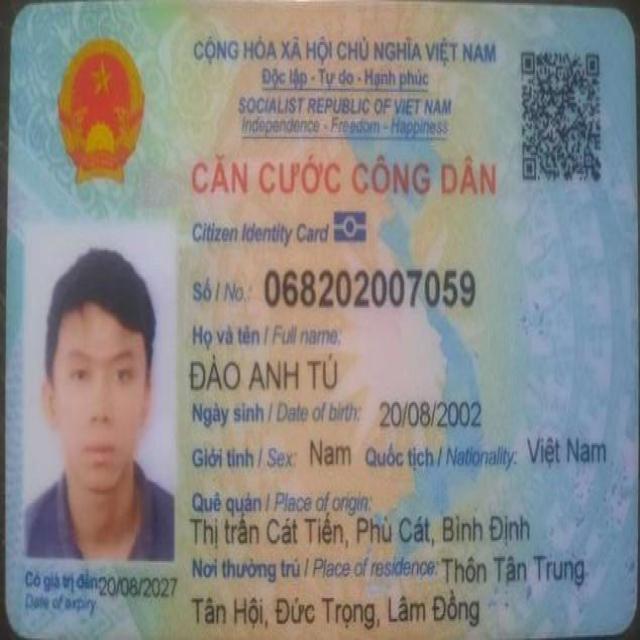 CỘNG HÒA XÃ HỘI CHỦ NGHĨA VIỆT NAM
Độc lập - Tự do - Hạnh phúc
SOCIALIST REPUBLIC OF VIET NAM
Independence - Freedom - Happiness
CĂN CƯỚC CÔNG DÂN
Citizen Identity Card
Số / No.: 068202007059
Họ và tên / Full name:
ĐÀO ANH TÚ
Ngày sinh / Date of birth: 20/08/2002
Giới tính / Sex: Nam Quốc tịch / Nationality: Việt Nam
Quê quán / Place of origin:
Thị trấn Cát Tiến, Phù Cát, Bình Định
Nơi thường trú / Place of residence: Thôn Tân Trung
Tân Hội, Đức Trọng, Lâm Đồng
Có giá trị đến 20/08/2027
Date of expiry